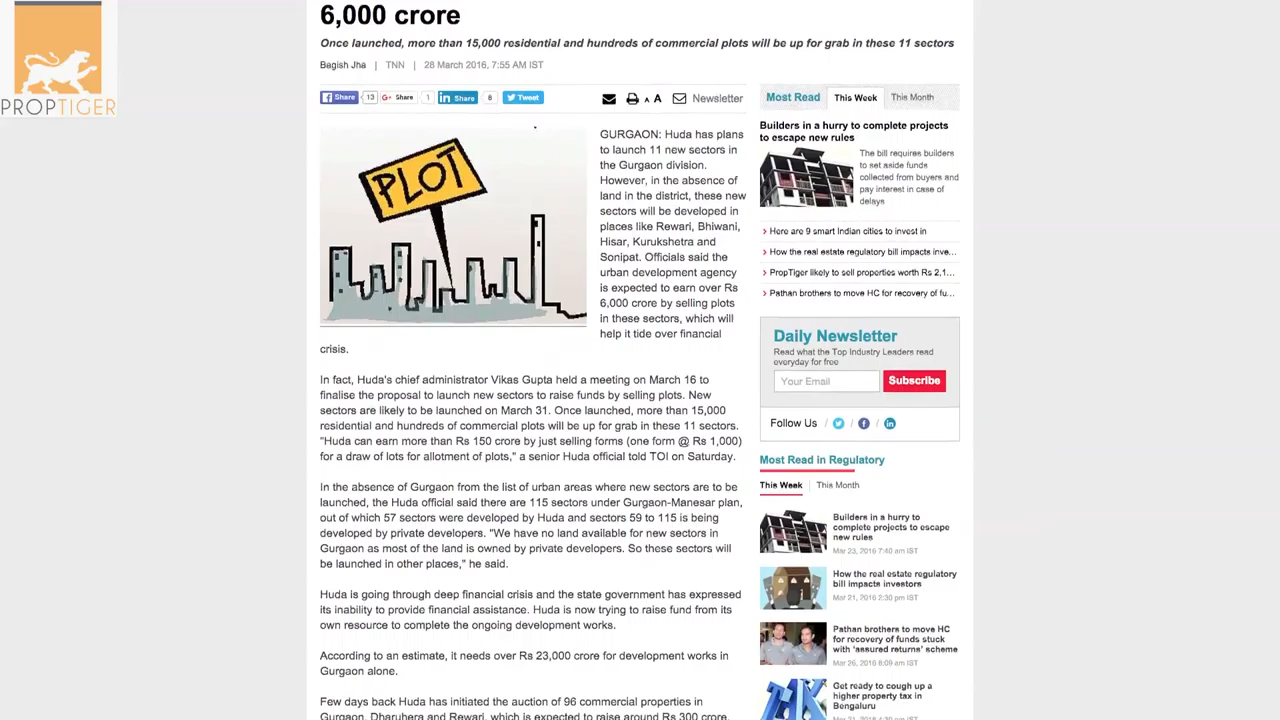 PROPTIGER
6,000 crore
Once launched, more than 15,000 residential and hundreds of commercial plots will be up for grab in these 11 sectors
Bagish Jha | TNN | 28 March 2016, 7:55 AM IST
Share 13 Share 1 Share 8 Tweet
A A Newsletter
PLOT
GURGAON: Huda has plans
to launch 11 new sectors in
the Gurgaon division.
However, in the absence of
land in the district, these new
sectors will be developed in
places like Rewari, Bhiwani,
Hisar, Kurukshetra and
Sonipat. Officials said the
urban development agency
is expected to earn over Rs
6,000 crore by selling plots
in these sectors, which will
help it tide over financial
crisis.
In fact, Huda's chief administrator Vikas Gupta held a meeting on March 16 to
finalise the proposal to launch new sectors to raise funds by selling plots. New
sectors are likely to be launched on March 31. Once launched, more than 15,000
residential and hundreds of commercial plots will be up for grab in these 11 sectors.
"Huda can earn more than Rs 150 crore by just selling forms (one form @ Rs 1,000)
for a draw of lots for allotment of plots," a senior Huda official told TOI on Saturday.
In the absence of Gurgaon from the list of urban areas where new sectors are to be
launched, the Huda official said there are 115 sectors under Gurgaon-Manesar plan,
out of which 57 sectors were developed by Huda and sectors 59 to 115 is being
developed by private developers. "We have no land available for new sectors in
Gurgaon as most of the land is owned by private developers. So these sectors will
be launched in other places," he said.
Huda is going through deep financial crisis and the state government has expressed
its inability to provide financial assistance. Huda is now trying to raise fund from its
own resource to complete the ongoing development works.
According to an estimate, it needs over Rs 23,000 crore for development works in
Gurgaon alone.
Few days back Huda has initiated the auction of 96 commercial properties in
Gurgaon, Dharuhera and Rewari, which is expected to raise around Rs 300 crore.
Most Read This Week This Month
Builders in a hurry to complete projects
to escape new rules
The bill requires builders
to set aside funds
collected from buyers and
pay interest in case of
delays
Here are 9 smart Indian cities to invest in
How the real estate regulatory bill impacts inve...
PropTiger likely to sell properties worth Rs 2,1...
Pathan brothers to move HC for recovery of fu...
Daily Newsletter
Read what the Top Industry Leaders read
everyday for free
Your Email Subscribe
Follow Us / / /
Most Read in Regulatory
This Week This Month
Builders in a hurry to
complete projects to escape
new rules
Mar 23, 2016 7:40 am IST
How the real estate regulatory
bill impacts investors
Mar 21, 2016 2:30 pm IST
Pathan brothers to move HC
for recovery of funds stuck
with 'assured returns' scheme
Mar 26, 2016 8:09 am IST
Get ready to cough up a
higher property tax in
Bengaluru
Mar 21, 2016 4:30 pm IST
TAX